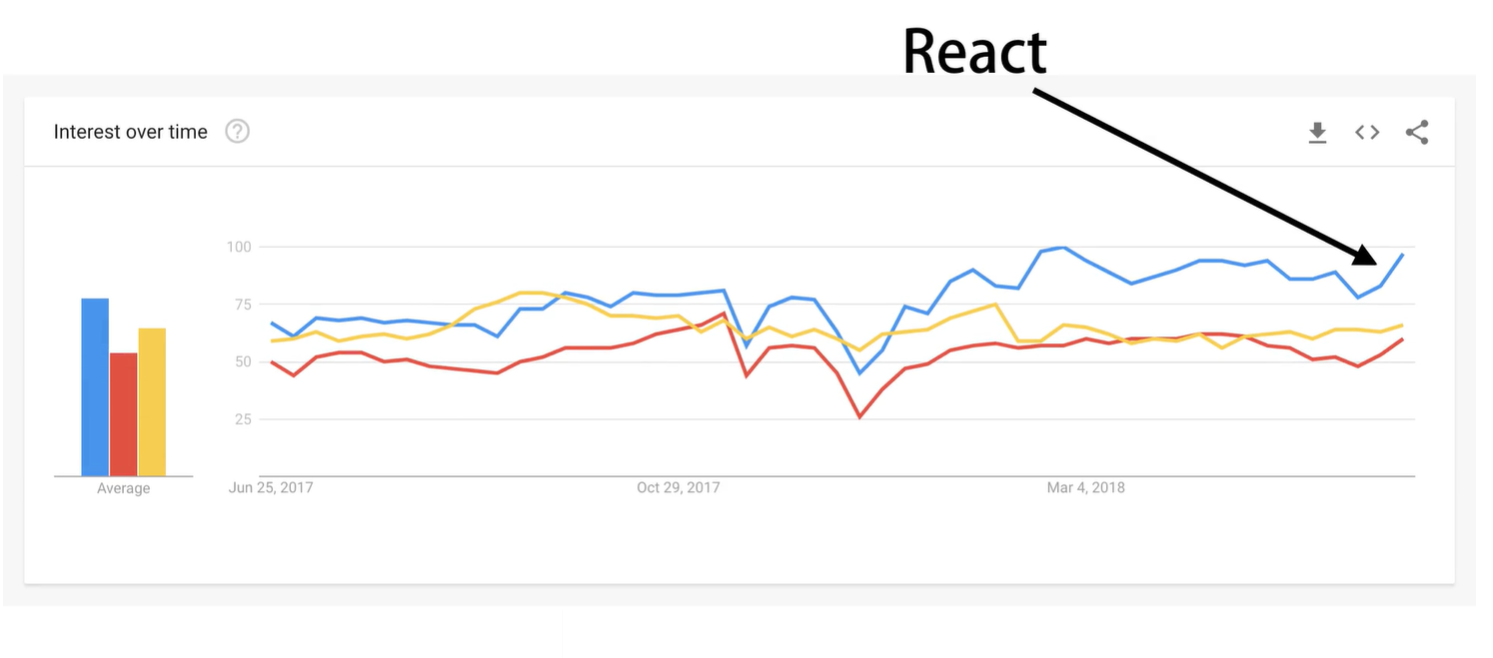 React
Interest over time ?
100
75
50
25
Average
Jun 25, 2017 Oct 29, 2017 Mar 4, 2018